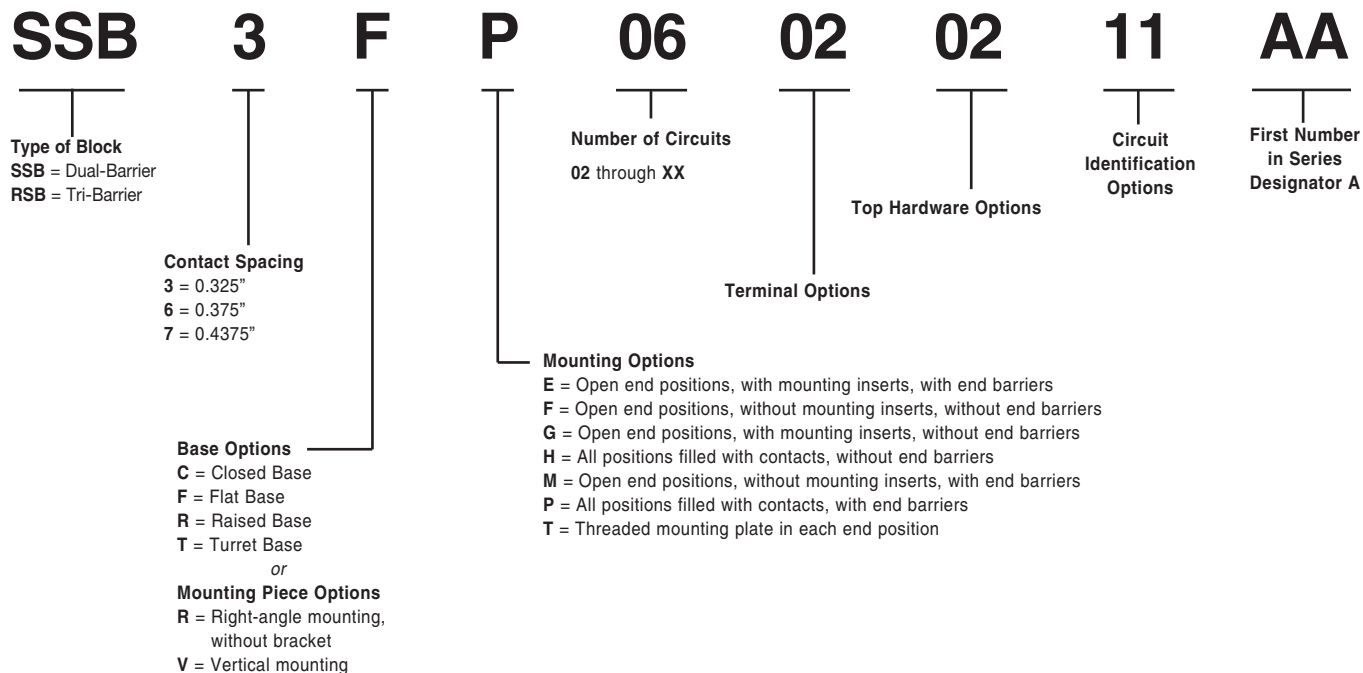 SSB 3 F P 06 02 02 11 AA
Type of Block
SSB = Dual-Barrier
RSB = Tri-Barrier
Contact Spacing
3 = 0.325”
6 = 0.375”
7 = 0.4375”
Base Options
C = Closed Base
F = Flat Base
R = Raised Base
T = Turret Base
or
Mounting Piece Options
R = Right-angle mounting,
without bracket
V = Vertical mounting
Mounting Options
E = Open end positions, with mounting inserts, with end barriers
F = Open end positions, without mounting inserts, without end barriers
G = Open end positions, with mounting inserts, without end barriers
H = All positions filled with contacts, without end barriers
M = Open end positions, without mounting inserts, with end barriers
P = All positions filled with contacts, with end barriers
T = Threaded mounting plate in each end position
Number of Circuits
02 through XX
Terminal Options
Top Hardware Options
Circuit
Identification
Options
First Number
in Series
Designator A